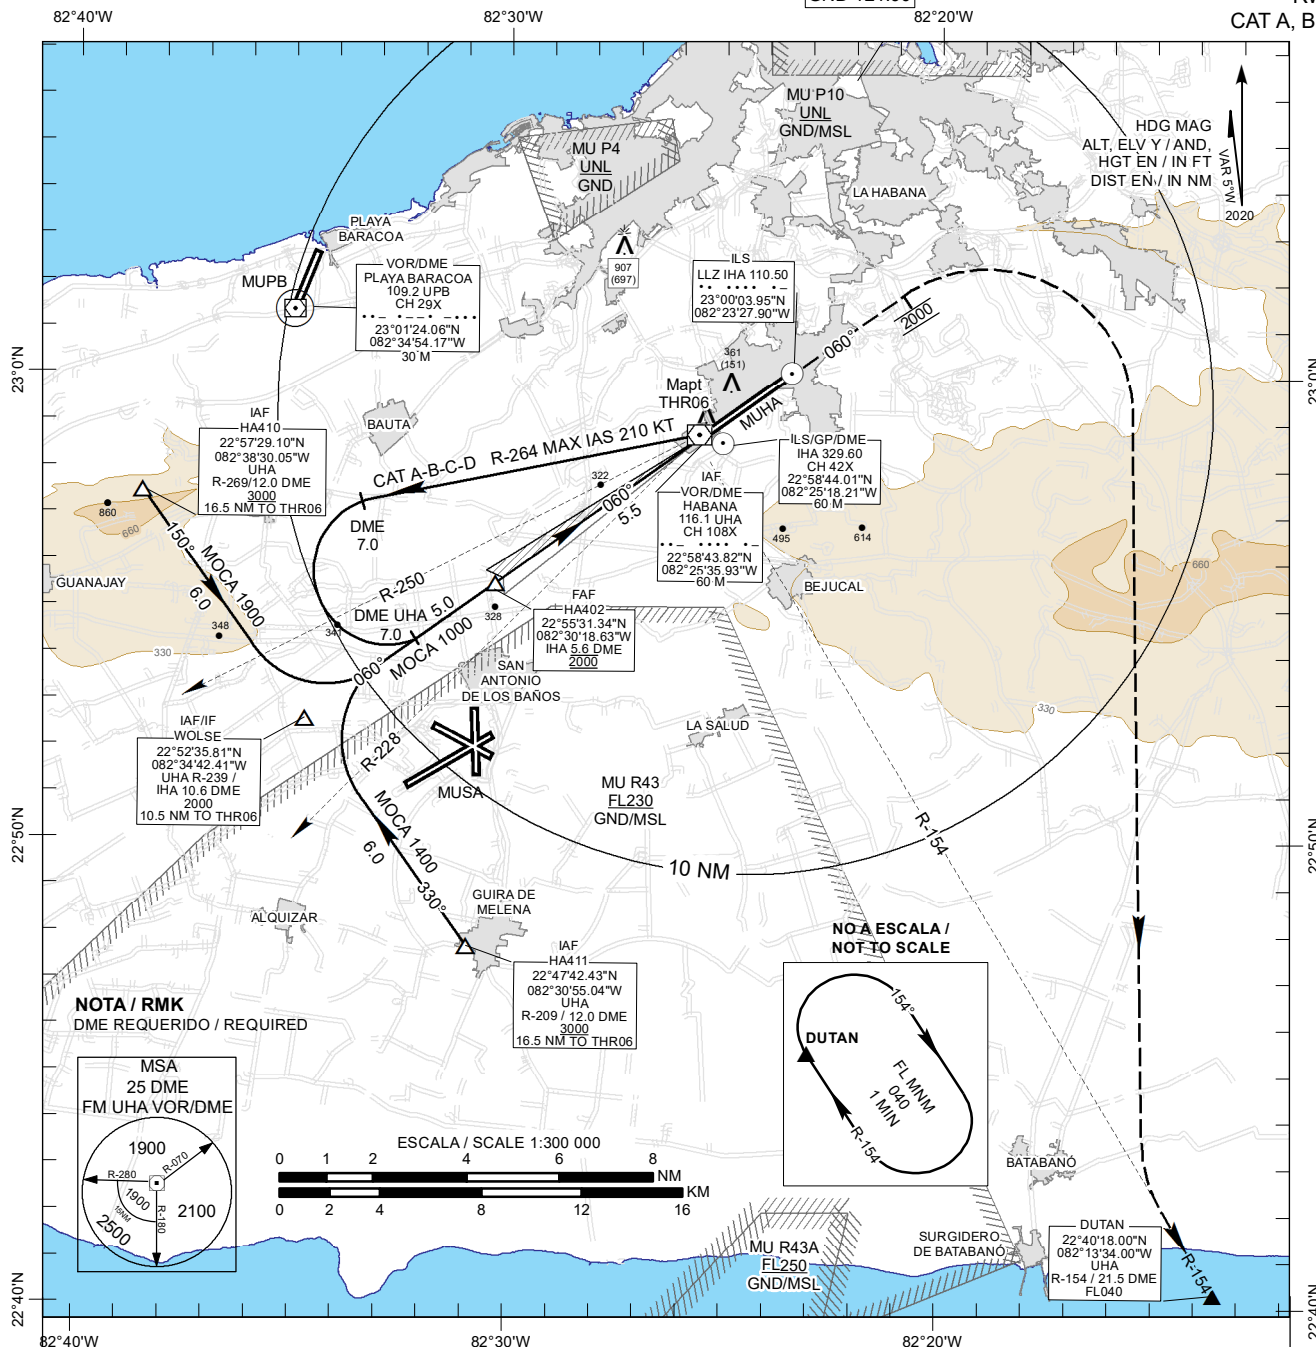 82°40'W
82°30'W
82°20'W
CAT A, B
MU P10
UNL
GND/MSL
HDG MAG
ALT, ELV Y / AND,
HGT EN / IN FT
DIST EN / IN NM
VAR 5°W
2020
MU P4
UNL
GND
LA HABANA
PLAYA
BARACOA
MUPB
VOR/DME
PLAYA BARACOA
109.2 UPB
CH 29X
23°01'24.06"N
082°34'54.17"W
30 M
907
(697)
ILS
LLZ IHA 110.50
23°00'03.95"N
082°23'27.90"W
2000
060°
23°0'N
23°0'N
361
(151)
Mapt
THR06
MUHA
IAF
HA410
22°57'29.10"N
082°38'30.05"W
UHA
R-269/12.0 DME
3000
16.5 NM TO THR06
BAUTA
CAT A-B-C-D R-264 MAX IAS 210 KT
322
060°
5.5
ILS/GP/DME
IHA 329.60
CH 42X
22°58'44.01"N
082°25'18.21"W
60 M
IAF
VOR/DME
HABANA
116.1 UHA
CH 108X
22°58'43.82"N
082°25'35.93"W
60 M
860
660
DME
7.0
495
614
660
150°
MOCA 1900
6.0
GUANAJAY
R-250
BEJUCAL
DME UHA 5.0
7.0
328
341
348
330
060°
MOCA 1000
FAF
HA402
22°55'31.34"N
082°30'18.63"W
IHA 5.6 DME
2000
SAN
ANTONIO
DE LOS BAÑOS
IAF/IF
WOLSE
22°52'35.81"N
082°34'42.41"W
UHA R-239 /
IHA 10.6 DME
2000
10.5 NM TO THR06
R-228
MUSA
LA SALUD
330
MU R43
FL230
GND/MSL
MOCA 1400
6.0
330°
R-154
22°50'N
22°50'N
10 NM
GUIRA DE
MELENA
ALQUIZAR
IAF
HA411
22°47'42.43"N
082°30'55.04"W
UHA
R-209 / 12.0 DME
3000
16.5 NM TO THR06
NO A ESCALA /
NOT TO SCALE
154°
DUTAN
FL MNM
040
1 MIN
R-154
NOTA / RMK
DME REQUERIDO / REQUIRED
MSA
25 DME
FM UHA VOR/DME
1900
R-070
R-280
1900
15NM
R-180
2100
2500
ESCALA / SCALE 1:300 000
0 1 2 4 6 8
NM
KM
0 2 4 8 12 16
BATABANÓ
SURGIDERO
DE BATABANÓ
MU R43A
FL250
GND/MSL
DUTAN
22°40'18.00"N
082°13'34.00"W
UHA
R-154 / 21.5 DME
FL040
R-154
22°40'N
22°40'N
82°40'W
82°30'W
82°20'W